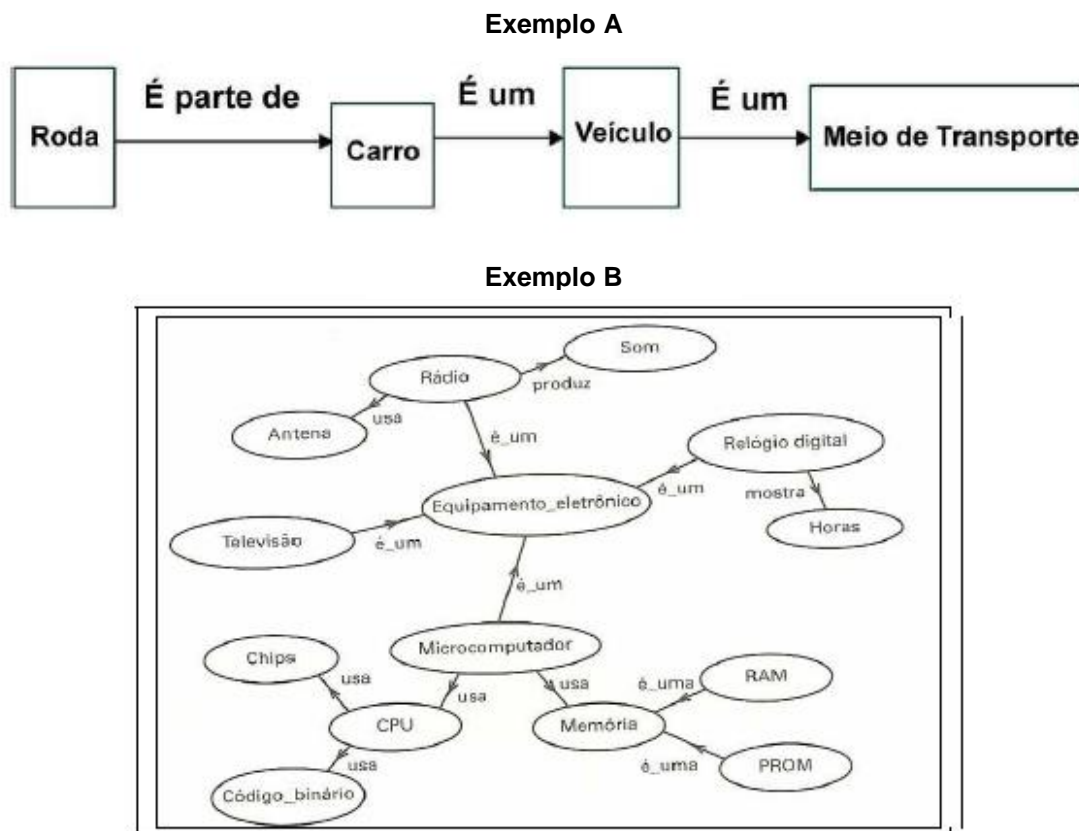 Exemplo A
É parte de
É um
É um
Roda
Carro
Veículo
Meio de Transporte
Exemplo B
Som
Rádio
produz
usa
Antena
é_um
Relógio digital
é_um
mostra
Equipamento_eletrônico
Horas
Televisão
é_um
é_um
Microcomputador
Chips
usa
usa
usa
é_uma
RAM
CPU
Memória
usa
é_uma
PROM
Código_binário